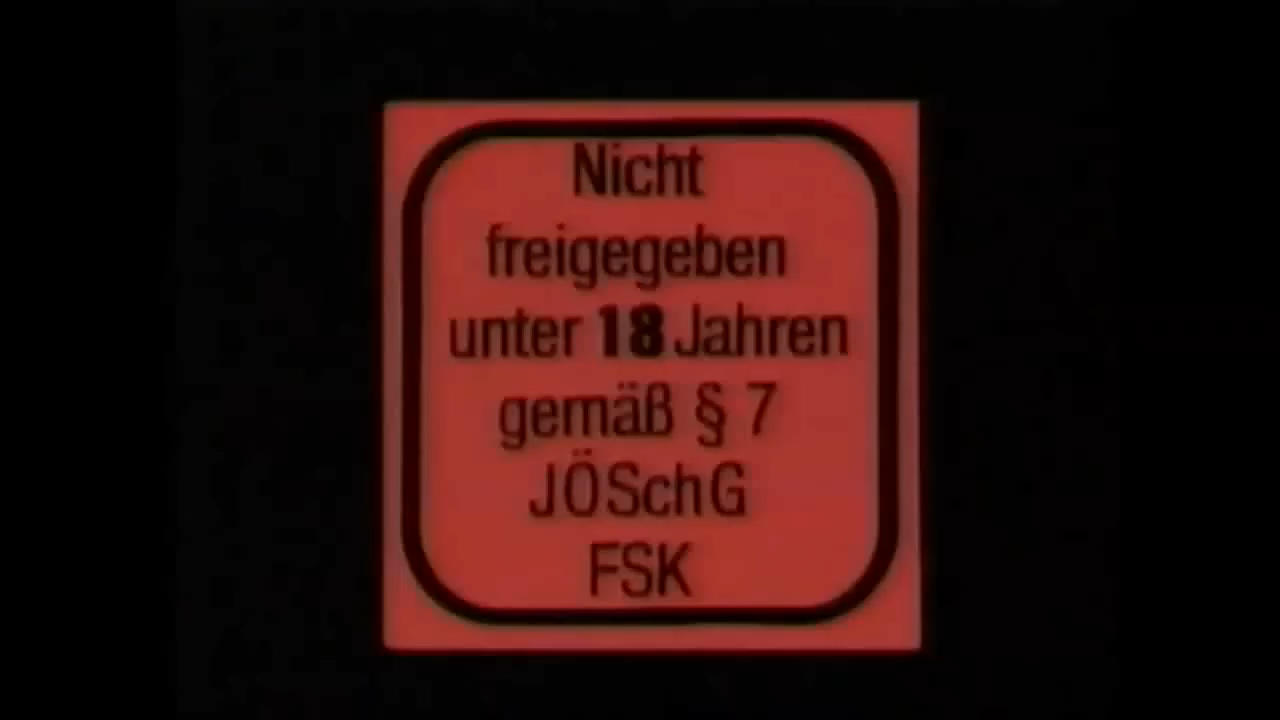 Nicht
freigegeben
unter 18 Jahren
gemäß § 7
JÖSchG
FSK